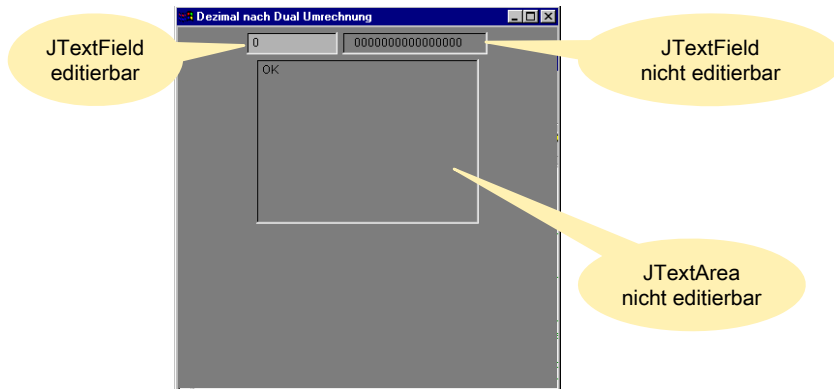 Dezimal nach Dual Umrechnung
JTextField
editierbar
0
0000000000000000
JTextField
nicht editierbar
OK
JTextArea
nicht editierbar